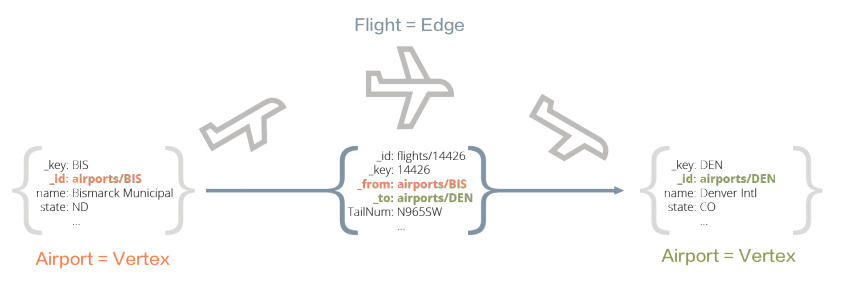 Flight = Edge
_key: BIS
_id: airports/BIS
name: Bismarck Municipal
state: ND
...
Airport = Vertex
_id: flights/14426
_key: 14426
_from: airports/BIS
_to: airports/DEN
TailNum: N965SW
...
_key: DEN
_id: airports/DEN
name: Denver Intl
state: CO
...
Airport = Vertex